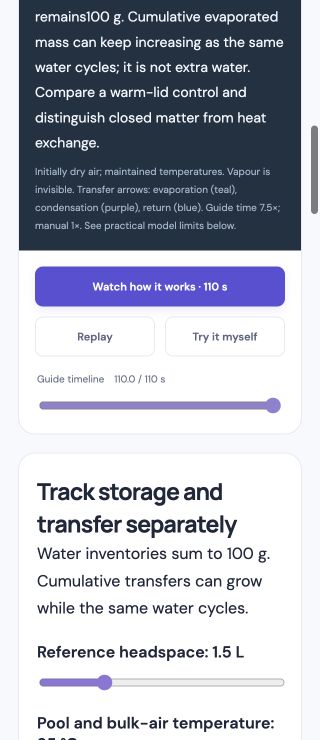 remains100 g. Cumulative evaporated
mass can keep increasing as the same
water cycles; it is not extra water.
Compare a warm-lid control and
distinguish closed matter from heat
exchange.
Initially dry air; maintained temperatures. Vapour is
invisible. Transfer arrows: evaporation (teal),
condensation (purple), return (blue). Guide time 7.5×;
manual 1×. See practical model limits below.
Watch how it works · 110 s
Replay
Try it myself
Guide timeline 110.0 / 110 s
Track storage and
transfer separately
Water inventories sum to 100 g.
Cumulative transfers can grow
while the same water cycles.
Reference headspace: 1.5 L
Pool and bulk-air temperature: